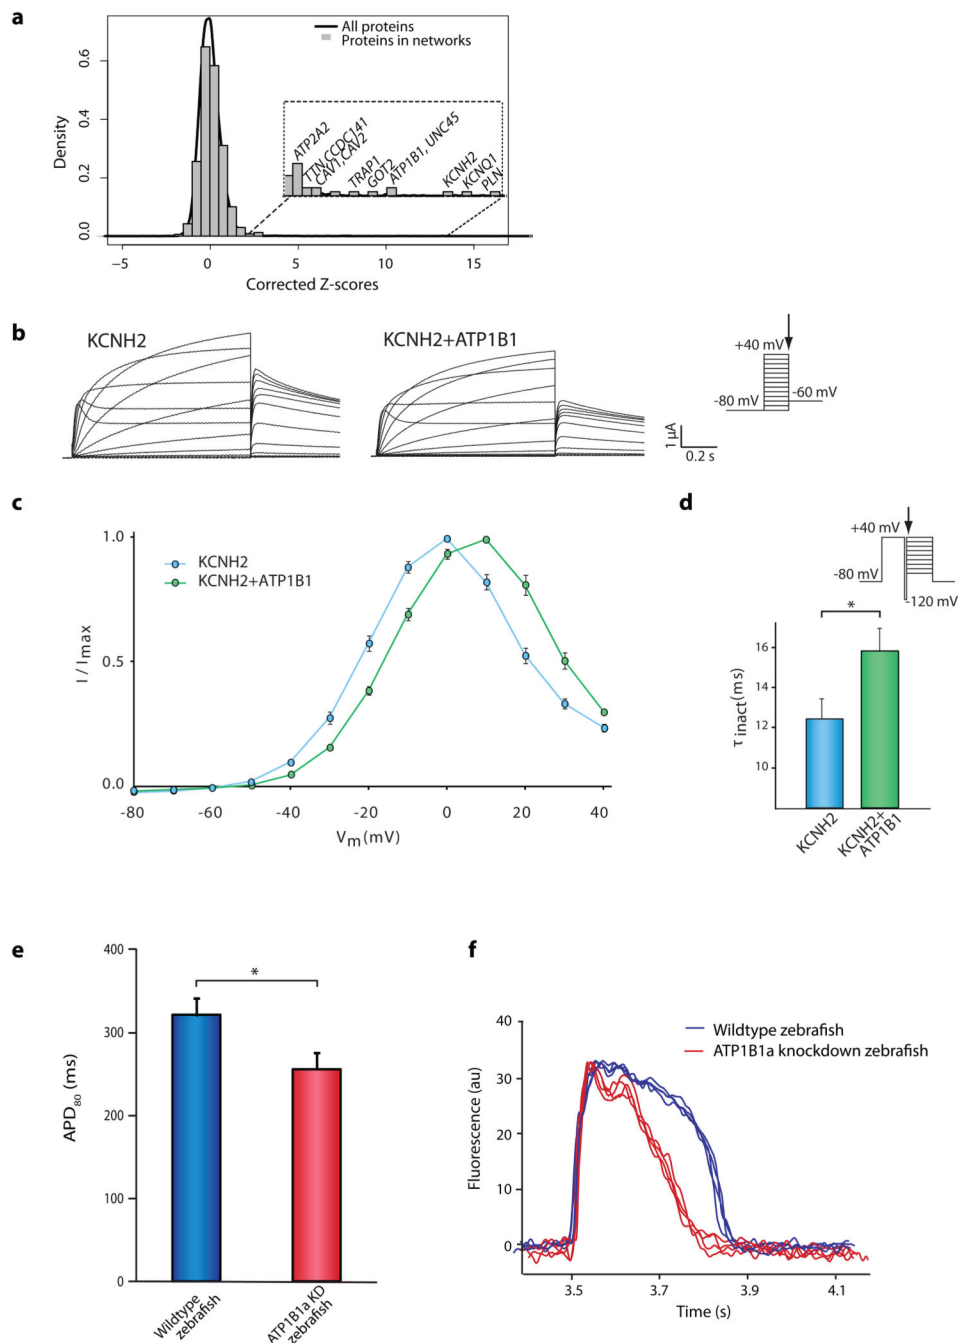 a
All proteins
Proteins in networks
0.6
0.4
0.2
0.0
Density
ATP2A2
TTN,CCDC141
CAV1,CAV2
TRAP1
GOT2
ATP1B1, UNC45
KCNH2
KCNQ1
PLN
−5
0
5
10
15
Corrected Z-scores
b
KCNH2
KCNH2+ATP1B1
+40 mV
-80 mV
-60 mV
1 µA
0.2 s
c
1.0
0.5
0.0
I / Imax
KCNH2
KCNH2+ATP1B1
-80
-60
-40
-20
0
20
40
Vm(mV)
d
+40 mV
-80 mV
-120 mV
*
16
14
12
10
τ inact(ms)
KCNH2
KCNH2+
ATP1B1
e
400
300
200
100
0
APD80 (ms)
*
Wildtype
zebrafish
ATP1B1a KD
zebrafish
f
40
30
20
10
0
Fluorescence (au)
Wildtype zebrafish
ATP1B1a knockdown zebrafish
3.5
3.7
3.9
4.1
Time (s)